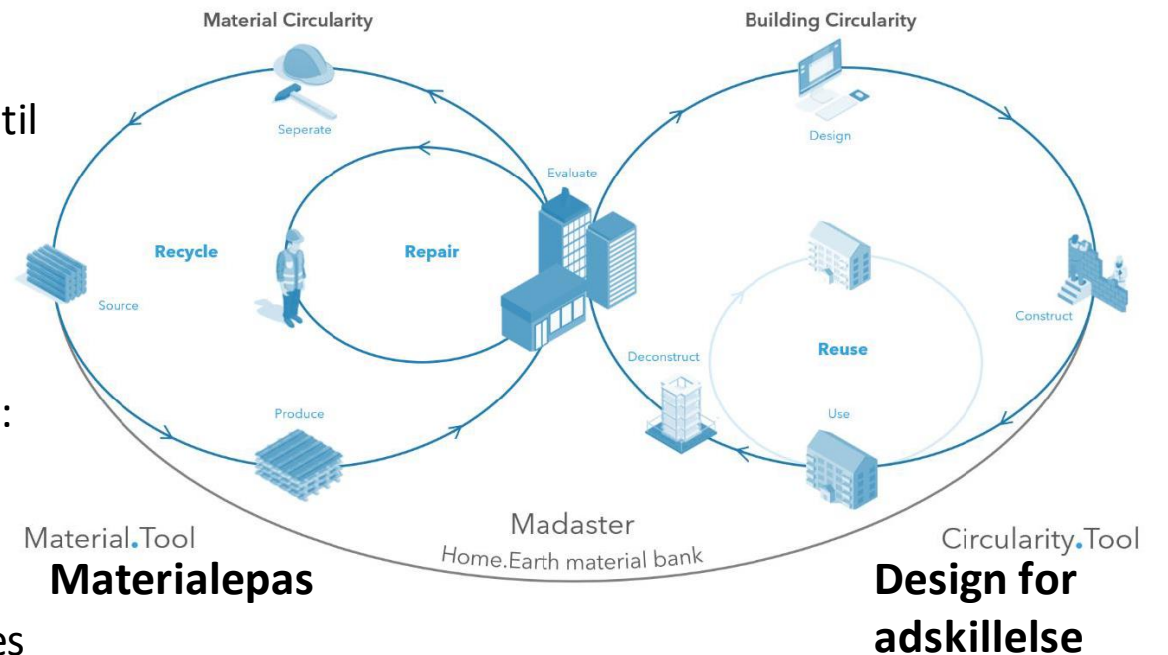 Material Circularity
Building Circularity
til
Seperate
Design
Evaluate
Recycle
Repair
Source
Construct
Deconstruct
Reuse
Produce
Use
:
Madaster
Material.Tool
Circularity.Tool
Home.Earth material bank
Materialepas
Design for
adskillelse
es